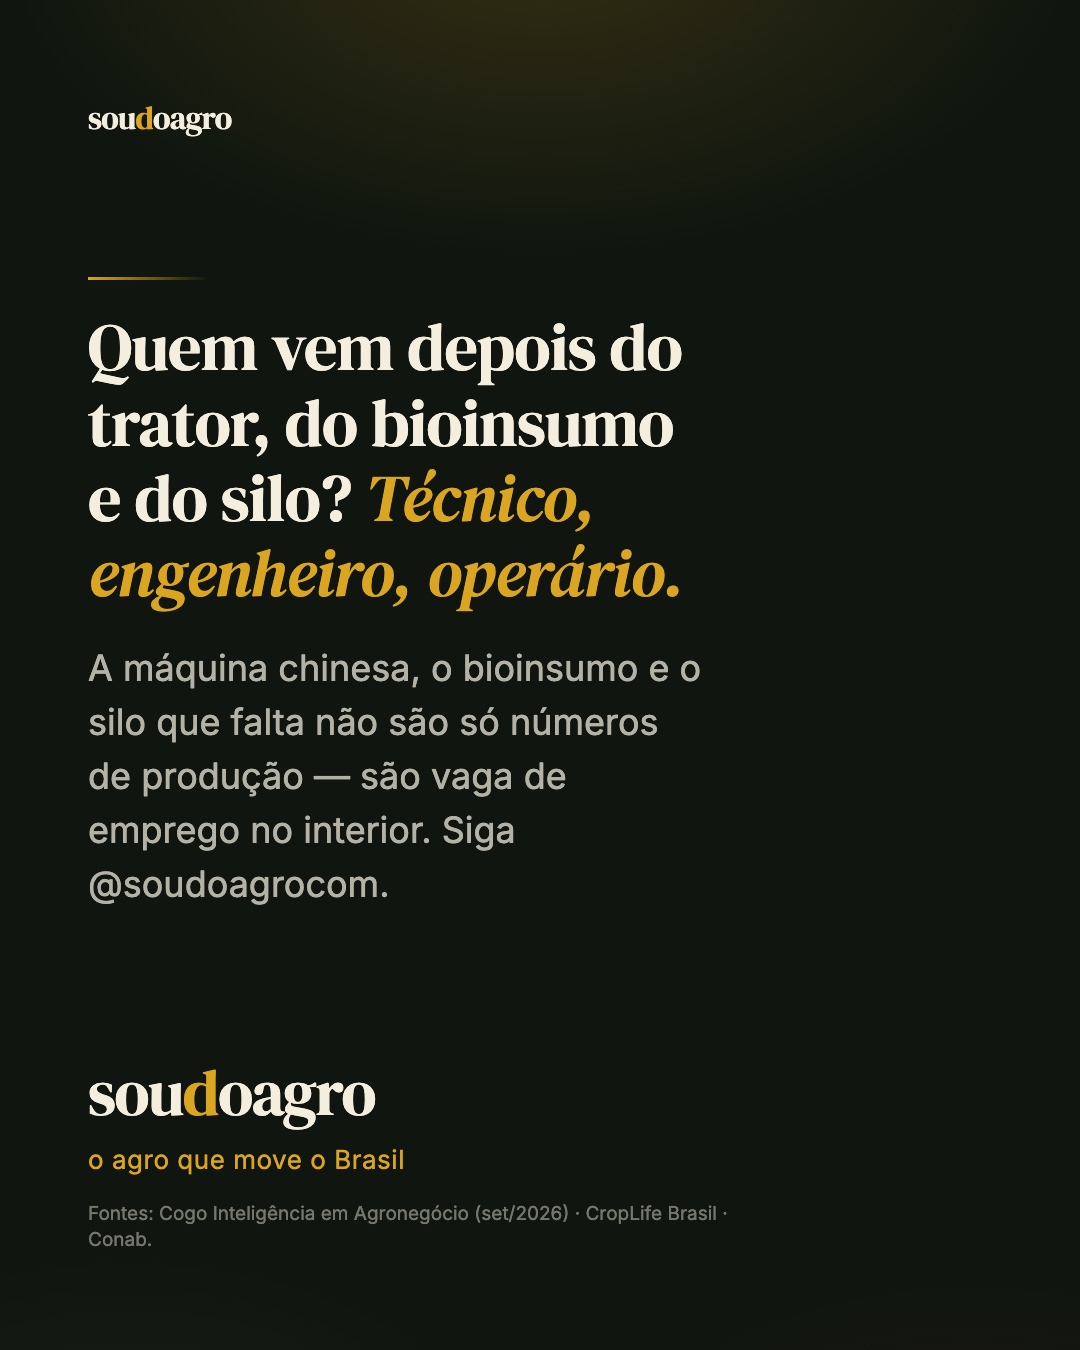 soudoagro
Quem vem depois do
trator, do bioinsumo
e do silo? Técnico,
engenheiro, operário.
A máquina chinesa, o bioinsumo e o
silo que falta não são só números
de produção — são vaga de
emprego no interior. Siga
@soudoagrocom.
soudoagro
o agro que move o Brasil
Fontes: Cogo Inteligência em Agronegócio (set/2026) · CropLife Brasil ·
Conab.